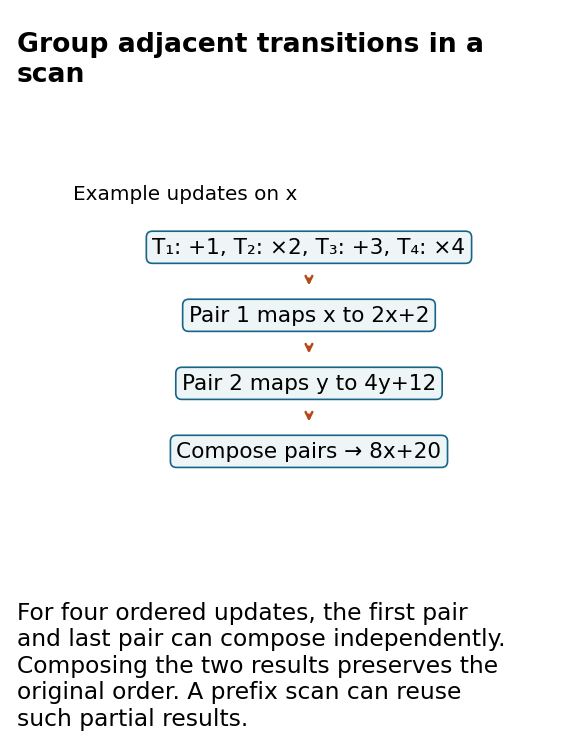 Group adjacent transitions in a
scan
Example updates on x
T₁: +1, T₂: ×2, T₃: +3, T₄: ×4
Pair 1 maps x to 2x+2
Pair 2 maps y to 4y+12
Compose pairs → 8x+20
For four ordered updates, the first pair
and last pair can compose independently.
Composing the two results preserves the
original order. A prefix scan can reuse
such partial results.